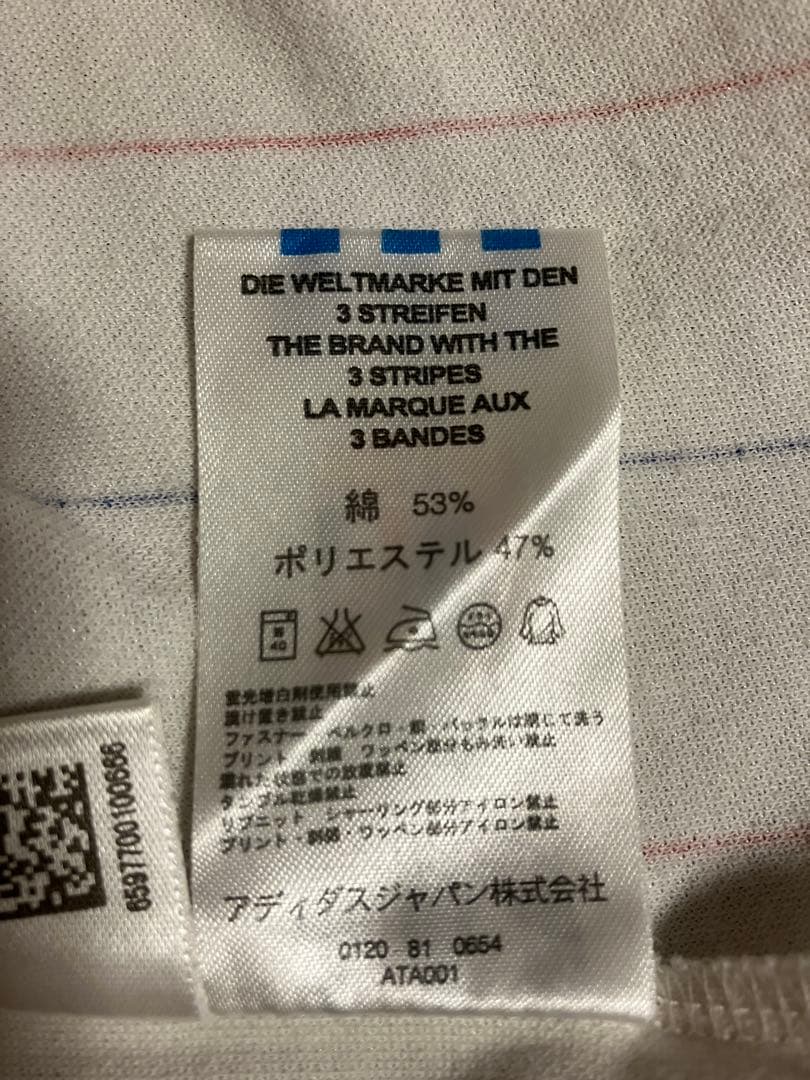 DIE WELTMARKE MIT DEN
3 STREIFEN
THE BRAND WITH THE
3 STRIPES
LA MARQUE AUX
3 BANDES
綿 53%
ポリエステル 47%
40
蛍光増白剤使用禁止
漬け置き禁止
ファスナー ベルクロ・釦・バックルは閉じて洗う
プリント 刺繍 ワッペン部分もみ洗い禁止
濡れた状態での放置禁止
タンブル乾燥禁止
リブニット シャーリング部分アイロン禁止
プリント・刺繍・ワッペン部分アイロン禁止
アディダスジャパン株式会社
0120 81 0654
ATA001
6597700100686